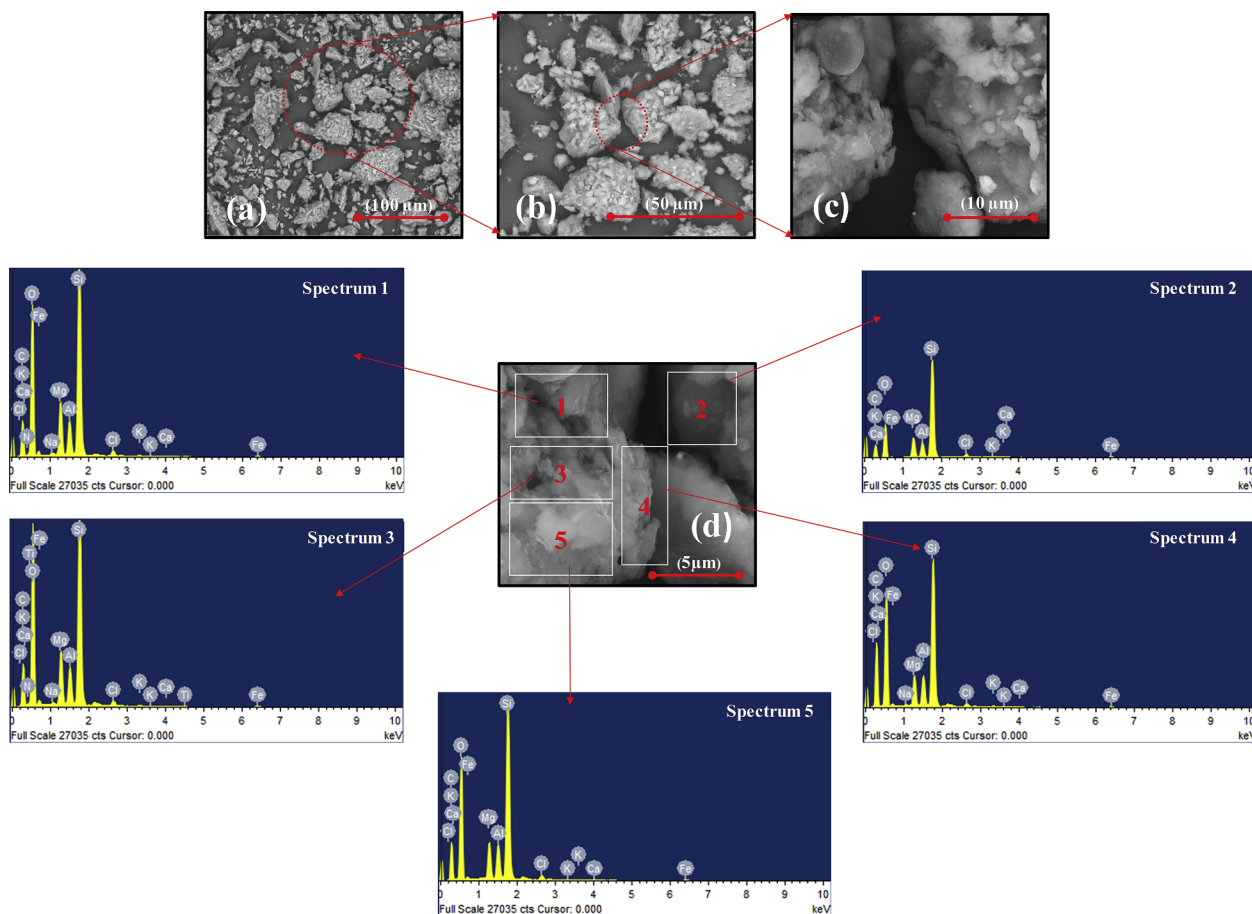 (a)
(100 μm)
(b)
(50 μm)
(c)
(10 μm)
Spectrum 1
Si
O
Fe
C
K
Ca
Cl
N
Mg
Al
Na
Cl
K
K
Ca
Fe
0 1 2 3 4 5 6 7 8 9 10
Full Scale 27035 cts Cursor: 0.000 keV
Spectrum 2
Si
O
C
K
Fe
Ca
Mg
Al
Cl
Ca
K
K
Fe
0 1 2 3 4 5 6 7 8 9 10
Full Scale 27035 cts Cursor: 0.000 keV
1
2
3
4
5
(d)
(5μm)
Spectrum 3
Si
Fe
Ti
O
C
K
Ca
Cl
N
Mg
Al
Na
Cl
K
K
Ca
Ti
Fe
0 1 2 3 4 5 6 7 8 9 10
Full Scale 27035 cts Cursor: 0.000 keV
Spectrum 4
Si
O
C
K
Fe
Ca
Cl
Mg
Al
Na
Cl
K
K
Ca
Fe
0 1 2 3 4 5 6 7 8 9 10
Full Scale 27035 cts Cursor: 0.000 keV
Spectrum 5
Si
O
Fe
C
K
Ca
Cl
Mg
Al
Cl
K
K
Ca
Fe
0 1 2 3 4 5 6 7 8 9 10
Full Scale 27035 cts Cursor: 0.000 keV